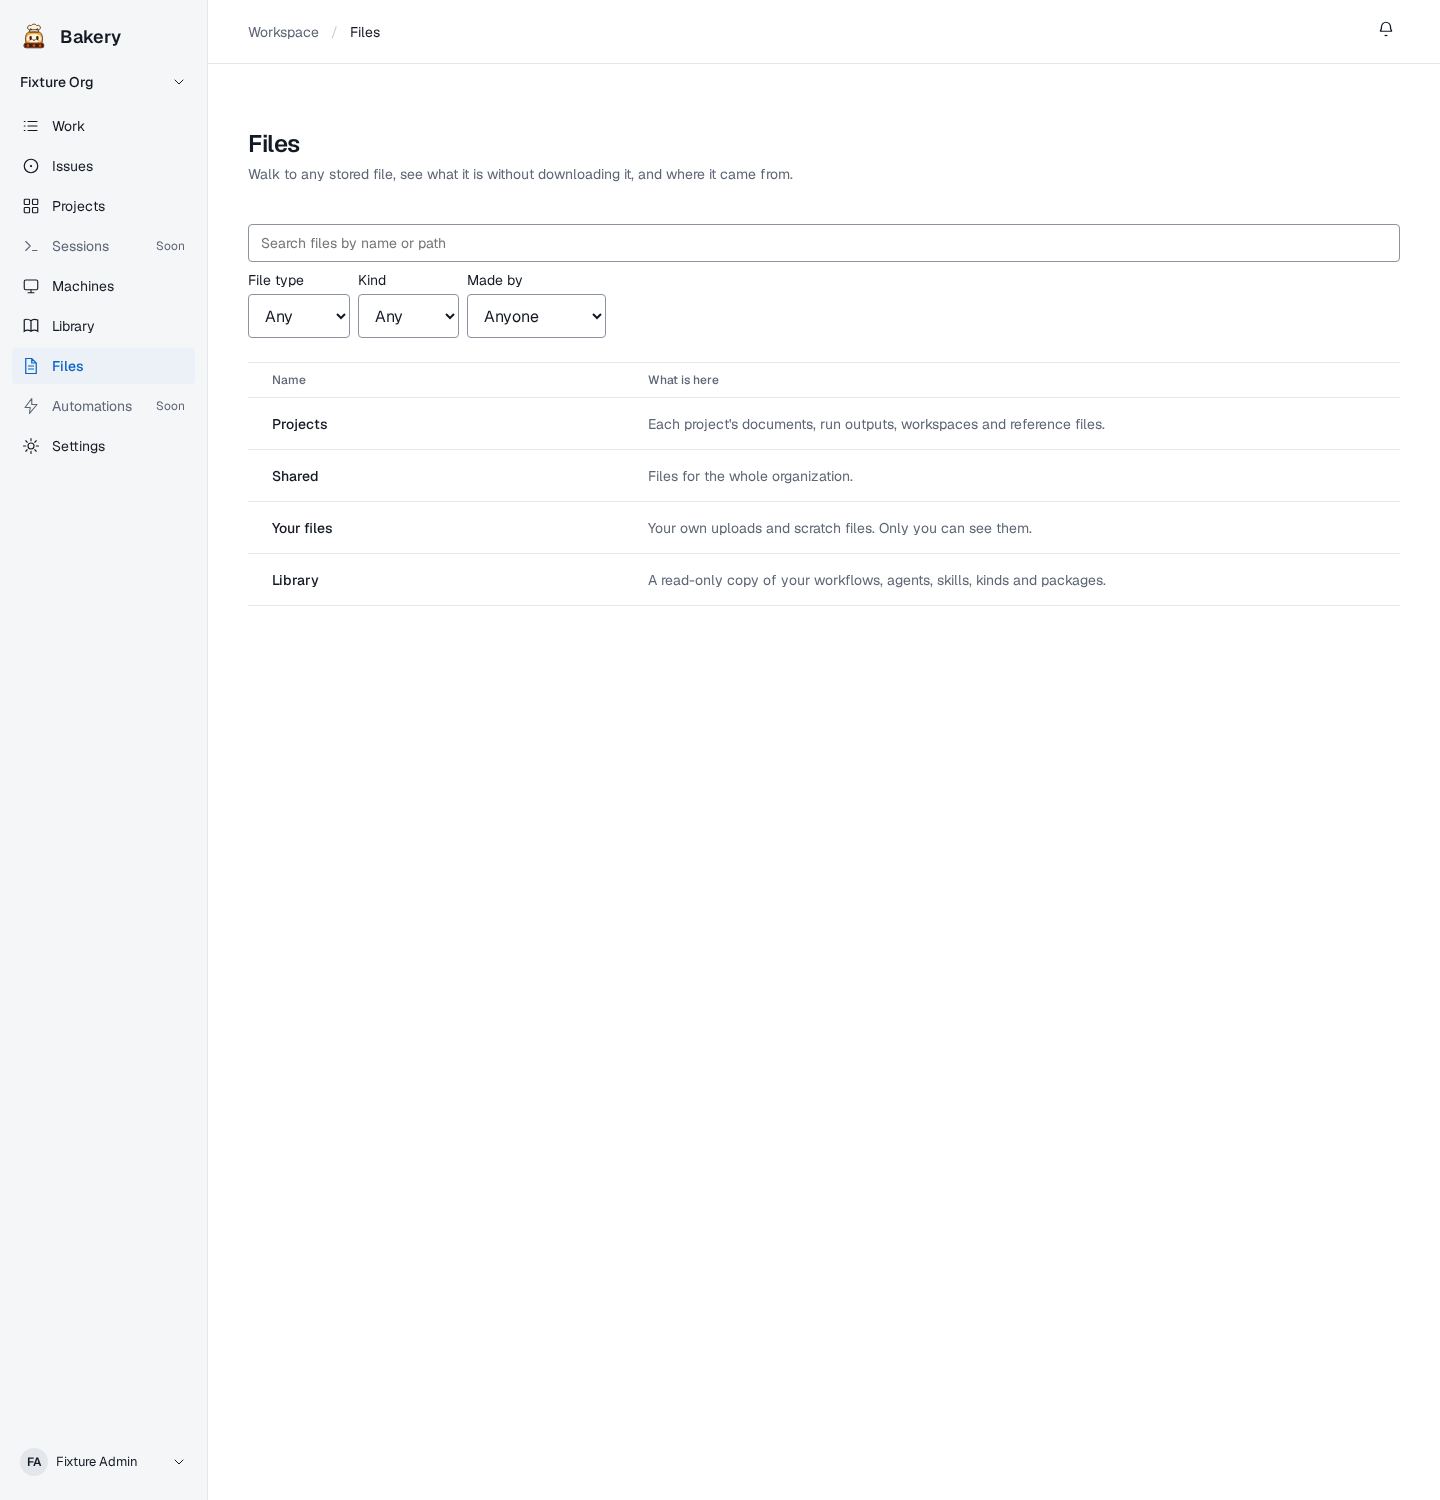 Bakery
Fixture Org
Work
Issues
Projects
Sessions Soon
Machines
Library
Files
Automations Soon
Settings
FA Fixture Admin
Workspace / Files
Files
Walk to any stored file, see what it is without downloading it, and where it came from.
Search files by name or path
File type Kind Made by
Any Any Anyone
Name What is here
Projects Each project's documents, run outputs, workspaces and reference files.
Shared Files for the whole organization.
Your files Your own uploads and scratch files. Only you can see them.
Library A read-only copy of your workflows, agents, skills, kinds and packages.